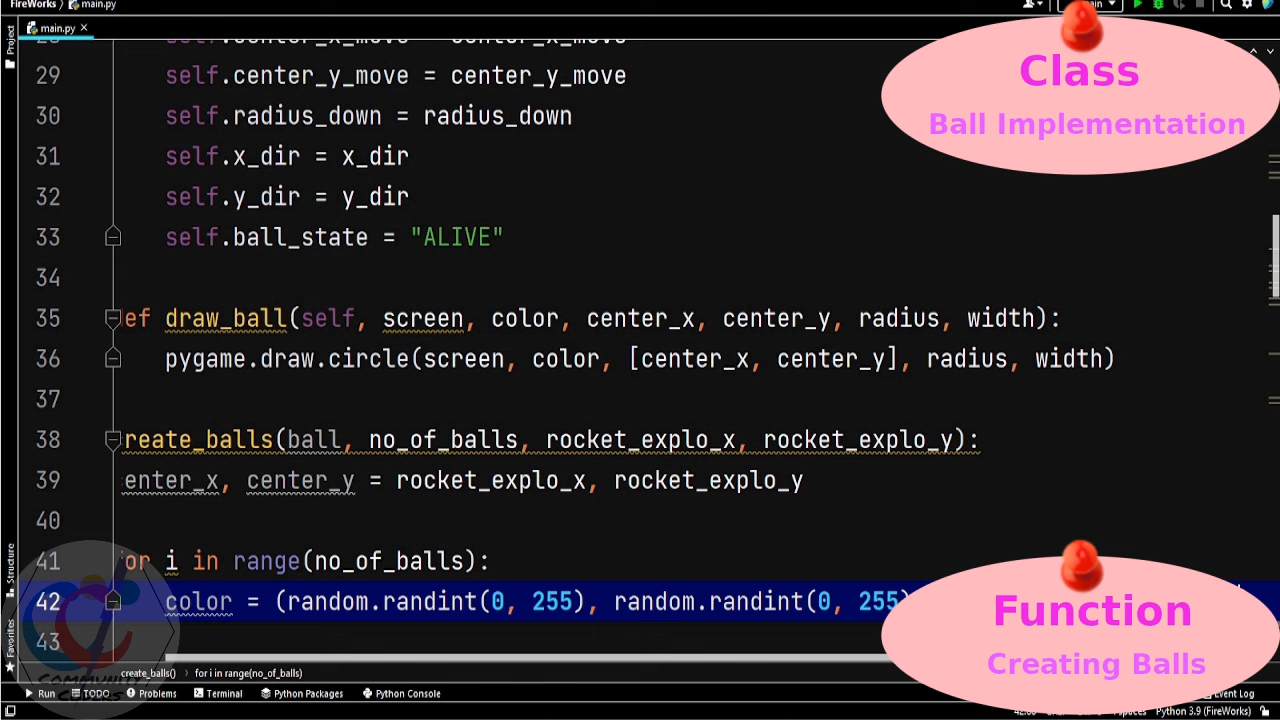 FireWorks main.py
main.py
Project
Class
Ball Implementation
29 self.center_y_move = center_y_move
30 self.radius_down = radius_down
31 self.x_dir = x_dir
32 self.y_dir = y_dir
33 self.ball_state = "ALIVE"
34
35 ef draw_ball(self, screen, color, center_x, center_y, radius, width):
36 pygame.draw.circle(screen, color, [center_x, center_y], radius, width)
37
38 reate_balls(ball, no_of_balls, rocket_explo_x, rocket_explo_y):
39 enter_x, center_y = rocket_explo_x, rocket_explo_y
40
41 or i in range(no_of_balls):
42 color = (random.randint(0, 255), random.randint(0, 255)
43
Function
Creating Balls
Structure
Favorites
COMMUNITY
create_balls() for i in range(no_of_balls)
Run TODO Problems Terminal Python Packages Python Console Event Log
Python 3.9 (FireWorks)